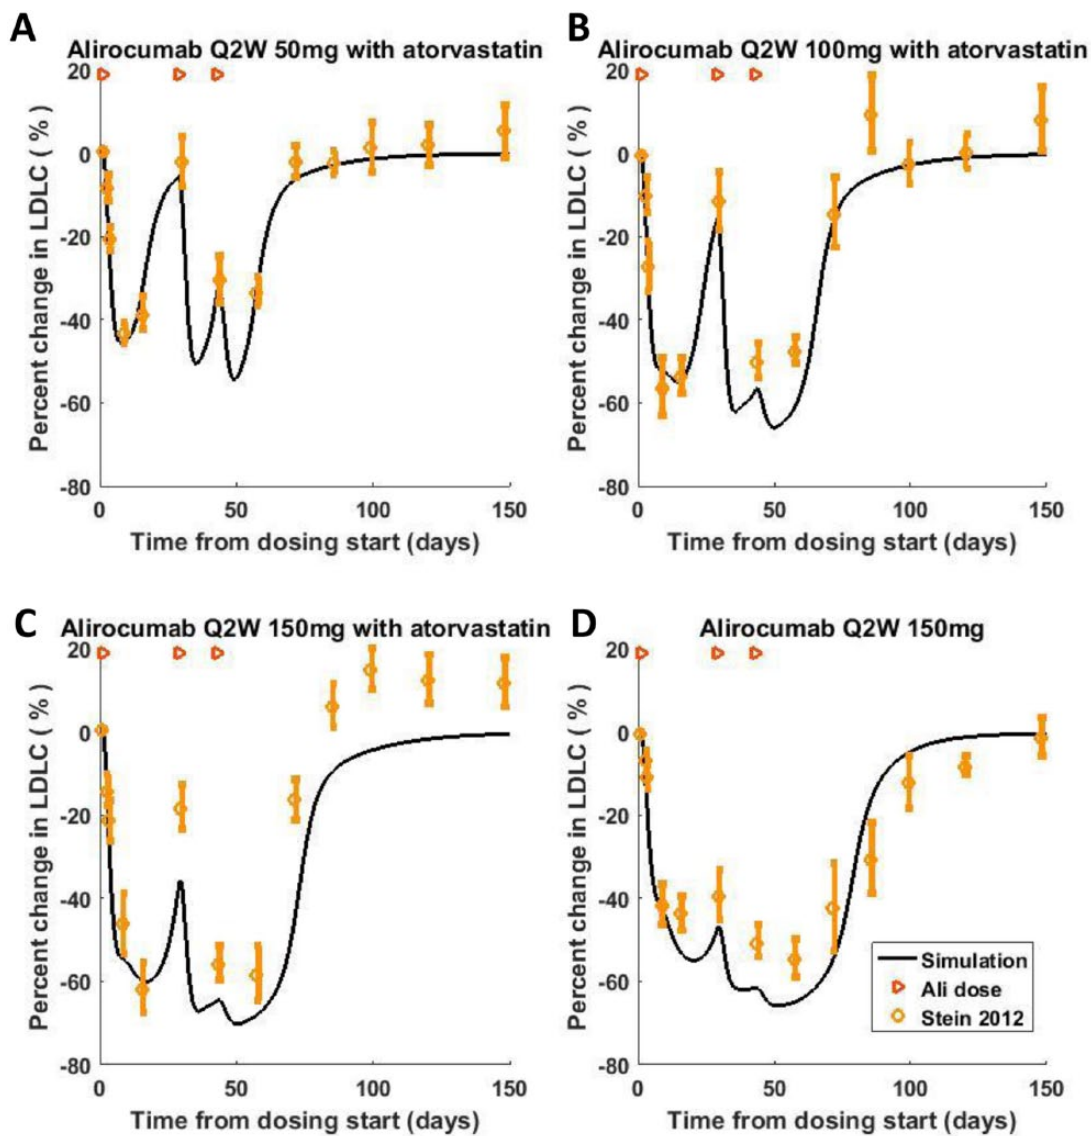 A
Alirocumab Q2W 50mg with atorvastatin
Percent change in LDLC ( % )
20
0
-20
-40
-60
-80
0
50
100
150
Time from dosing start (days)
B
Alirocumab Q2W 100mg with atorvastatin
Percent change in LDLC ( % )
20
0
-20
-40
-60
-80
0
50
100
150
Time from dosing start (days)
C
Alirocumab Q2W 150mg with atorvastatin
Percent change in LDLC ( % )
20
0
-20
-40
-60
-80
0
50
100
150
Time from dosing start (days)
D
Alirocumab Q2W 150mg
Percent change in LDLC ( % )
20
0
-20
-40
-60
-80
0
50
100
150
Time from dosing start (days)
Simulation
Ali dose
Stein 2012